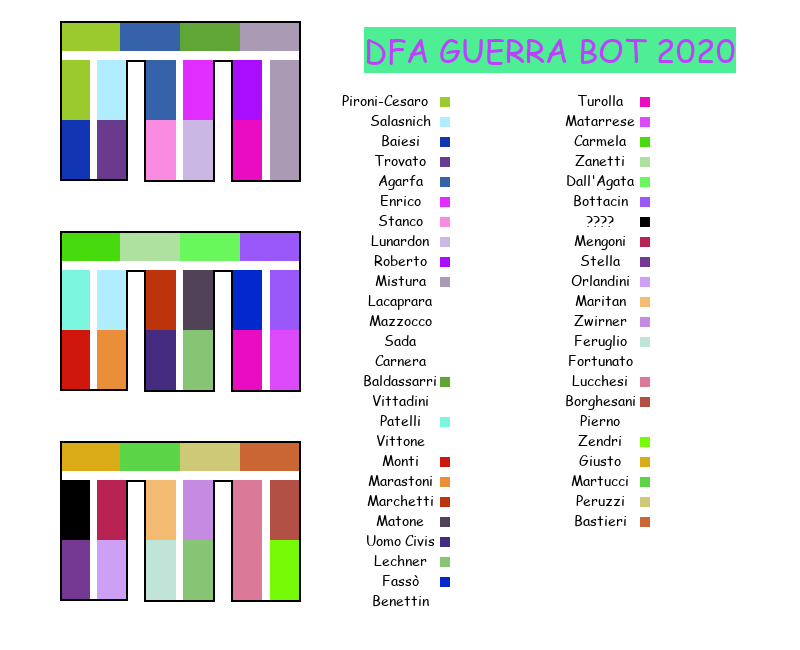 DFA GUERRA BOT 2020
Pironi-Cesaro
Salasnich
Baiesi
Trovato
Agarfa
Enrico
Stanco
Lunardon
Roberto
Mistura
Lacaprara
Mazzocco
Sada
Carnera
Baldassarri
Vittadini
Patelli
Vittone
Monti
Marastoni
Marchetti
Matone
Uomo Civis
Lechner
Fassò
Benettin
Turolla
Matarrese
Carmela
Zanetti
Dall'Agata
Bottacin
????
Mengoni
Stella
Orlandini
Maritan
Zwirner
Feruglio
Fortunato
Lucchesi
Borghesani
Pierno
Zendri
Giusto
Martucci
Peruzzi
Bastieri